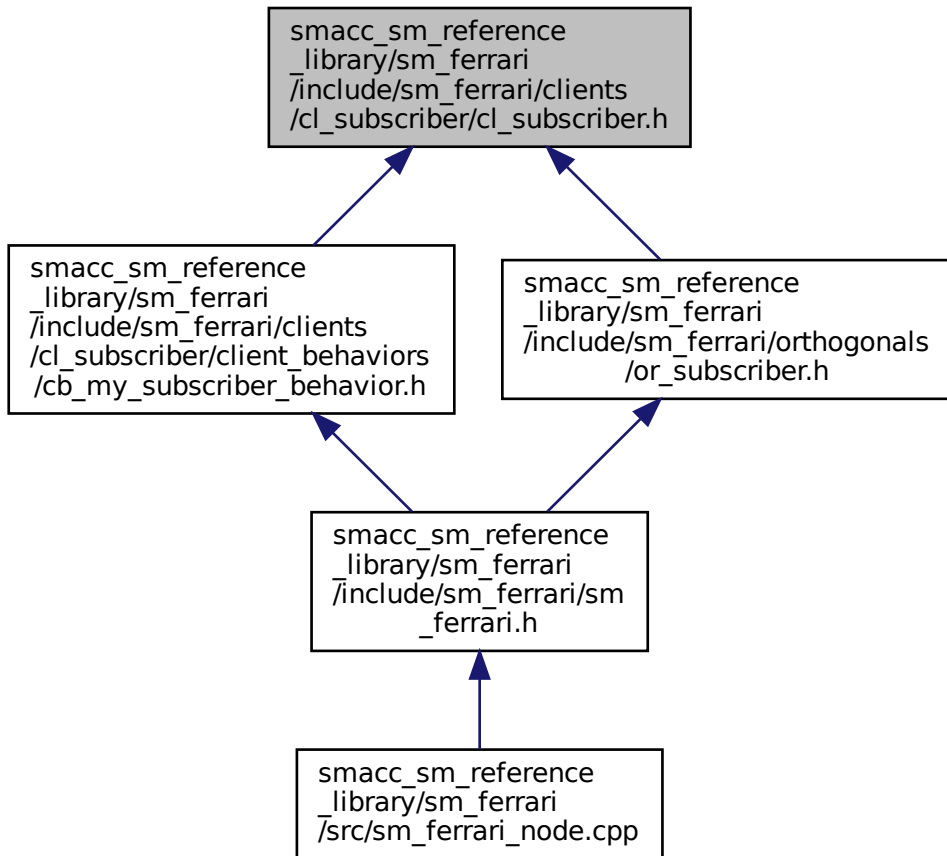 smacc_sm_reference
_library/sm_ferrari
/include/sm_ferrari/clients
/cl_subscriber/cl_subscriber.h
smacc_sm_reference
_library/sm_ferrari
/include/sm_ferrari/clients
/cl_subscriber/client_behaviors
/cb_my_subscriber_behavior.h
smacc_sm_reference
_library/sm_ferrari
/include/sm_ferrari/orthogonals
/or_subscriber.h
smacc_sm_reference
_library/sm_ferrari
/include/sm_ferrari/sm
_ferrari.h
smacc_sm_reference
_library/sm_ferrari
/src/sm_ferrari_node.cpp